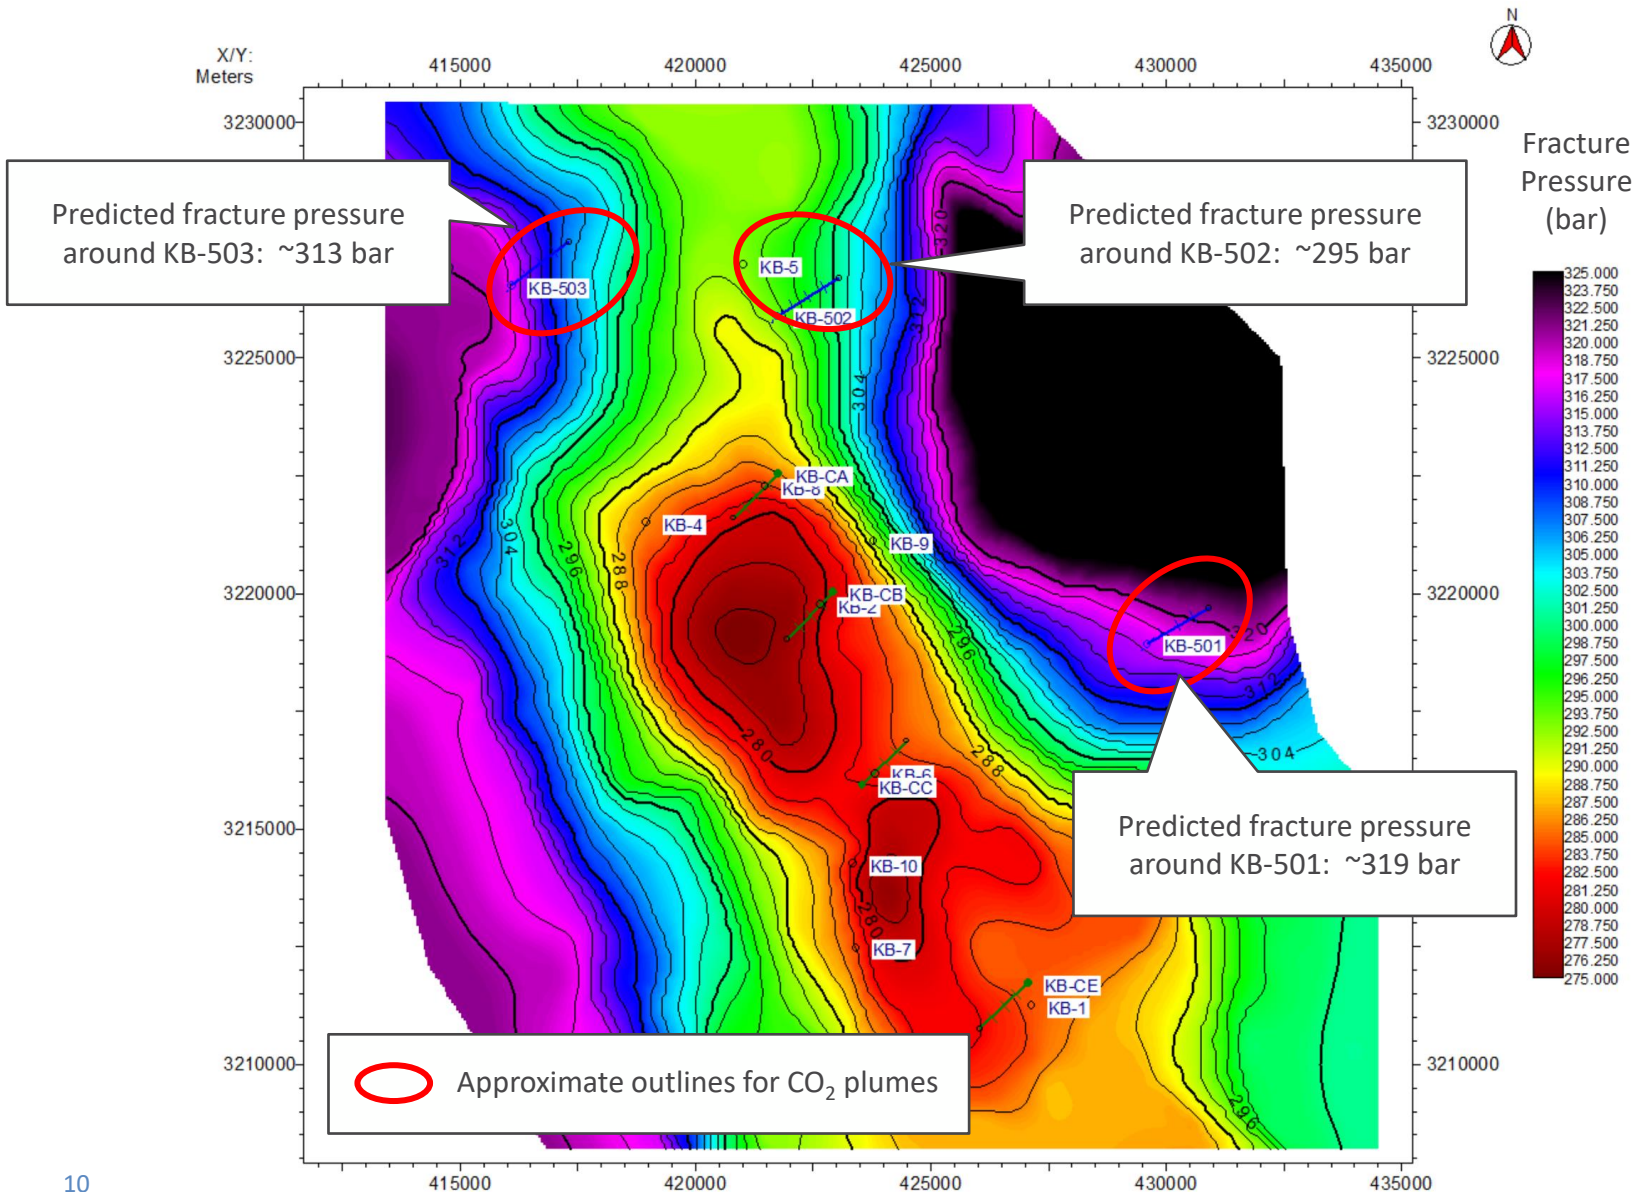 N
X/Y:
Meters
415000 420000 425000 430000 435000
3230000 3230000
Fracture
Pressure
(bar)
Predicted fracture pressure
around KB-503: ~313 bar
Predicted fracture pressure
around KB-502: ~295 bar
320
KB-5
KB-503
KB-502
312
325.000
323.750
322.500
321.250
320.000
318.750
317.500
316.250
315.000
313.750
312.500
311.250
310.000
308.750
307.500
306.250
305.000
303.750
302.500
301.250
300.000
298.750
297.500
296.250
295.000
293.750
292.500
291.250
290.000
288.750
287.500
286.250
285.000
283.750
282.500
281.250
280.000
278.750
277.500
276.250
275.000
3225000 3225000
304
KB-CA
KB-8
KB-4
KB-9
312
304
296
288
3220000 3220000
KB-CB
KB-2
296
320
KB-501
312
280
288
304
KB-6
KB-CC
3215000 3215000
Predicted fracture pressure
around KB-501: ~319 bar
KB-10
280
KB-7
KB-CE
KB-1
3210000 3210000
Approximate outlines for CO2 plumes
296
415000 420000 425000 430000 435000
10